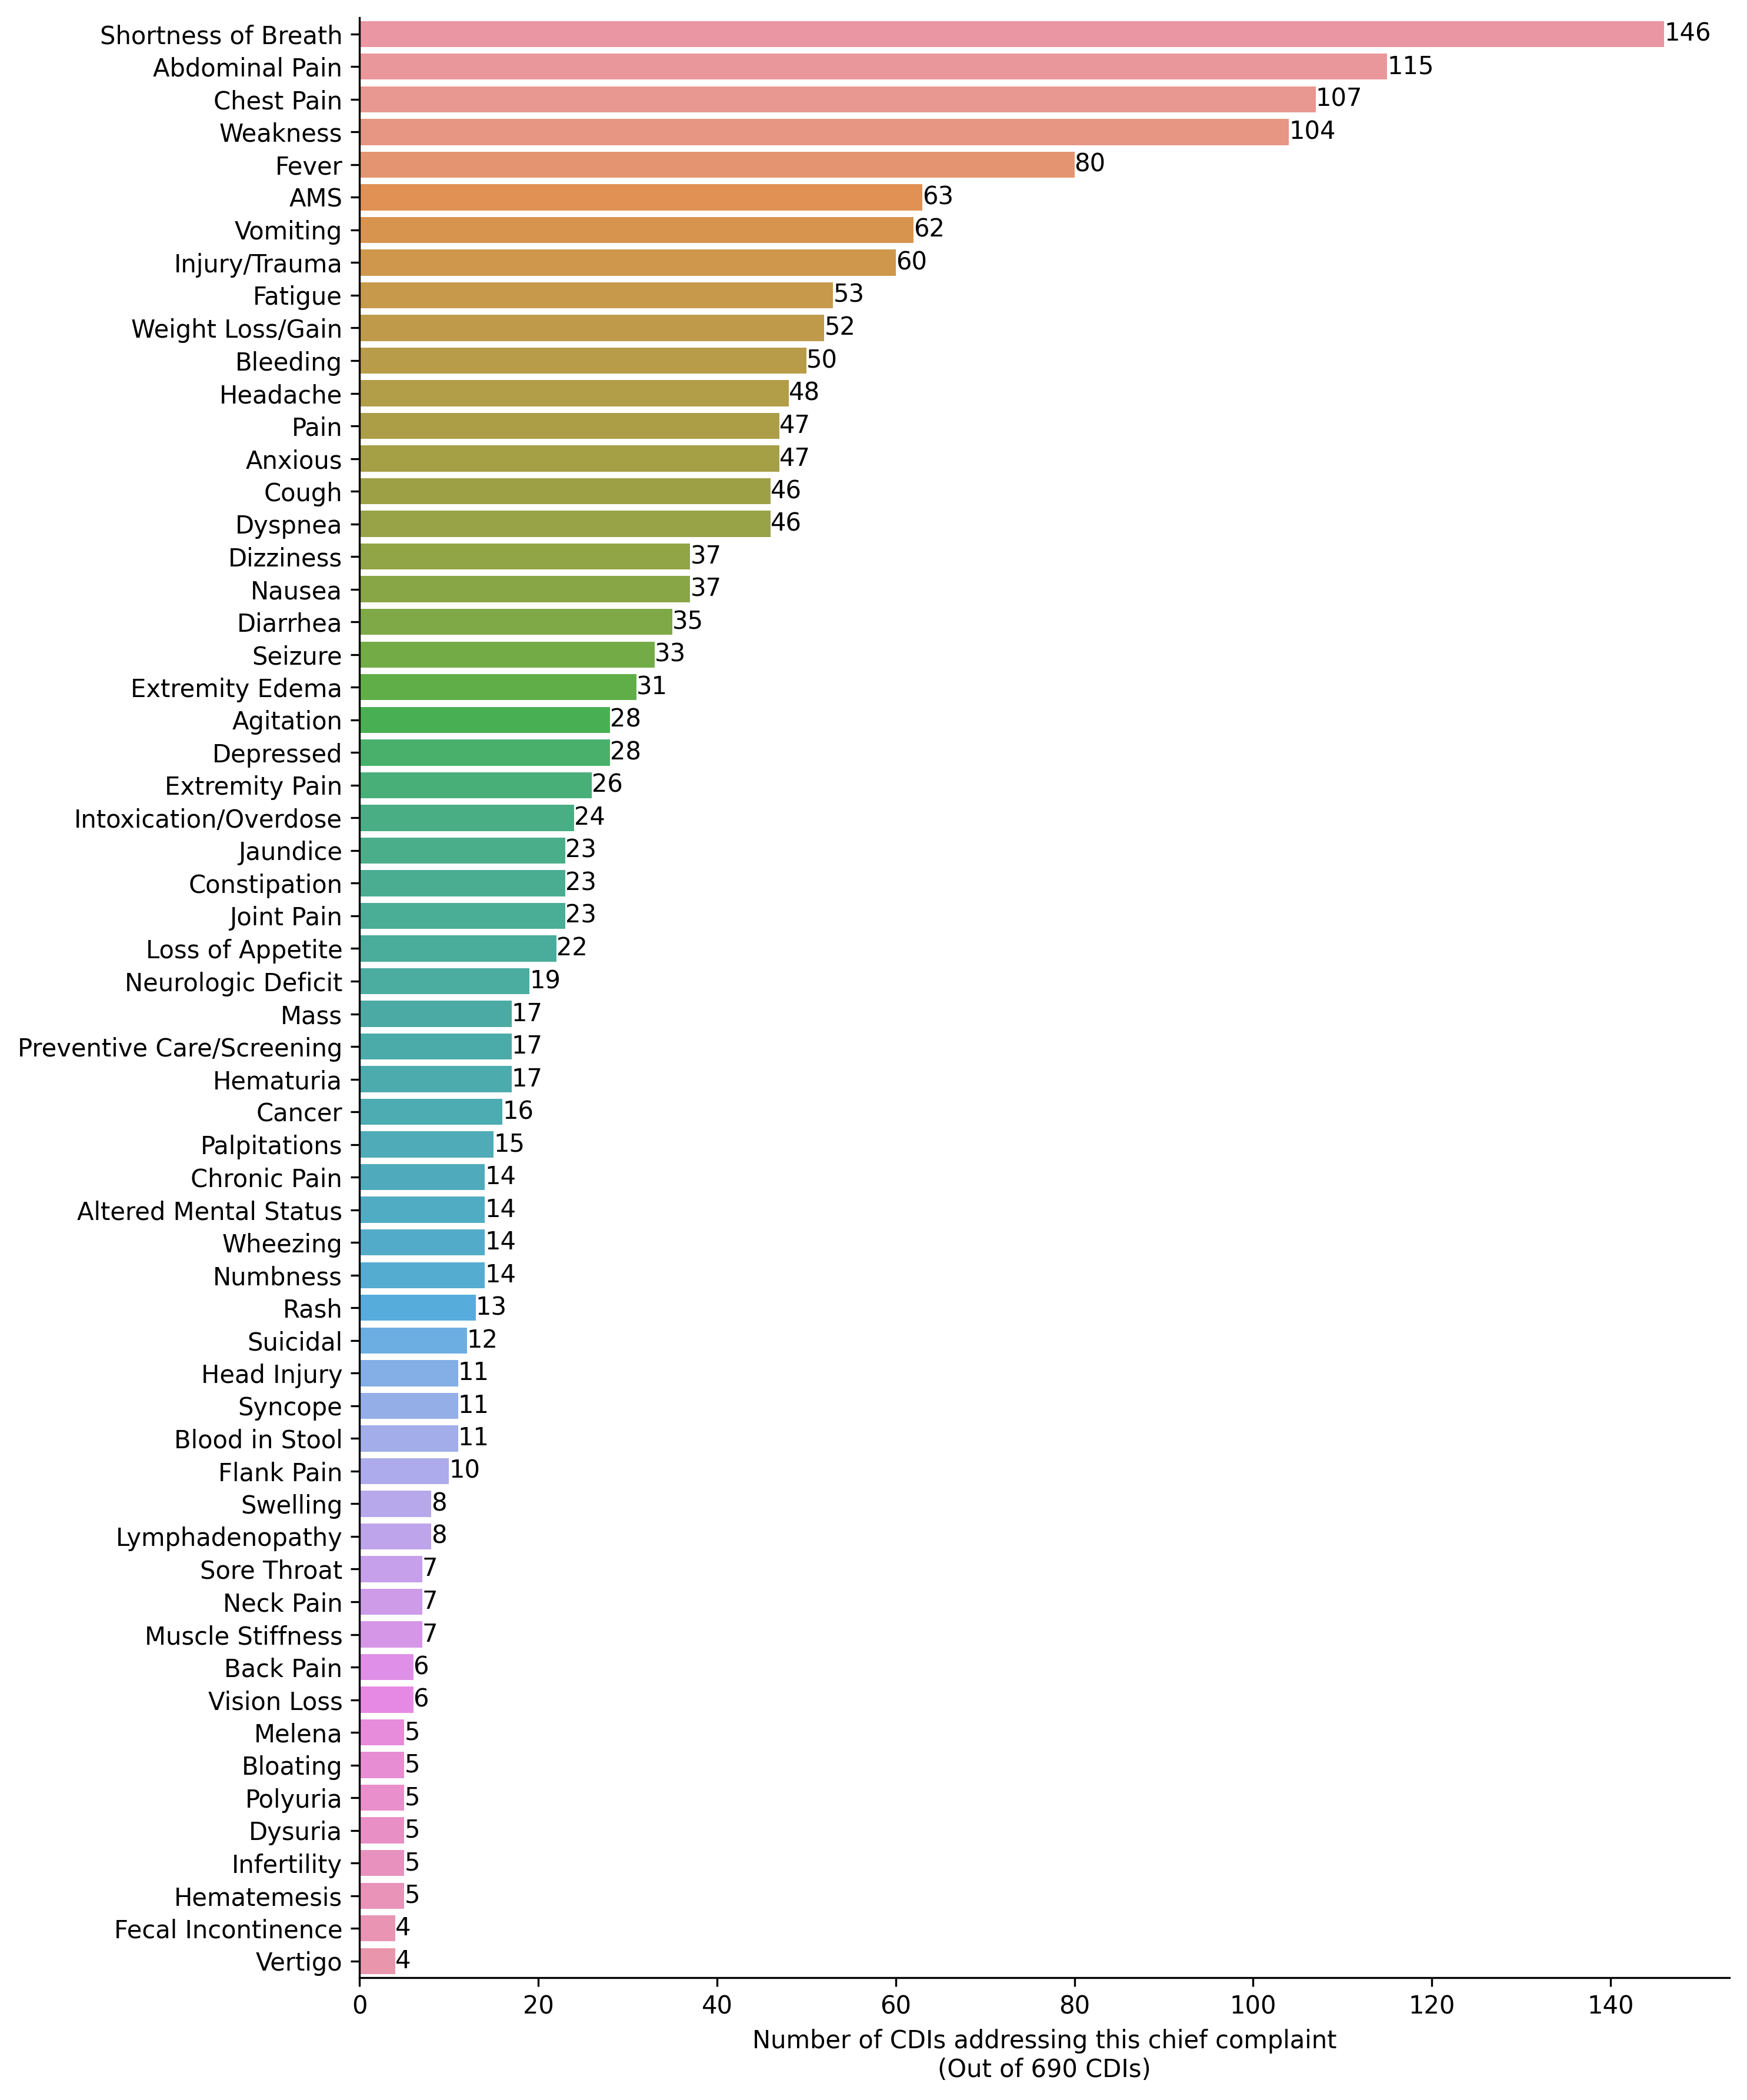 Shortness of Breath 146
Abdominal Pain 115
Chest Pain 107
Weakness 104
Fever 80
AMS 63
Vomiting 62
Injury/Trauma 60
Fatigue 53
Weight Loss/Gain 52
Bleeding 50
Headache 48
Pain 47
Anxious 47
Cough 46
Dyspnea 46
Dizziness 37
Nausea 37
Diarrhea 35
Seizure 33
Extremity Edema 31
Agitation 28
Depressed 28
Extremity Pain 26
Intoxication/Overdose 24
Jaundice 23
Constipation 23
Joint Pain 23
Loss of Appetite 22
Neurologic Deficit 19
Mass 17
Preventive Care/Screening 17
Hematuria 17
Cancer 16
Palpitations 15
Chronic Pain 14
Altered Mental Status 14
Wheezing 14
Numbness 14
Rash 13
Suicidal 12
Head Injury 11
Syncope 11
Blood in Stool 11
Flank Pain 10
Swelling 8
Lymphadenopathy 8
Sore Throat 7
Neck Pain 7
Muscle Stiffness 7
Back Pain 6
Vision Loss 6
Melena 5
Bloating 5
Polyuria 5
Dysuria 5
Infertility 5
Hematemesis 5
Fecal Incontinence 4
Vertigo 4
0 20 40 60 80 100 120 140
Number of CDIs addressing this chief complaint
(Out of 690 CDIs)